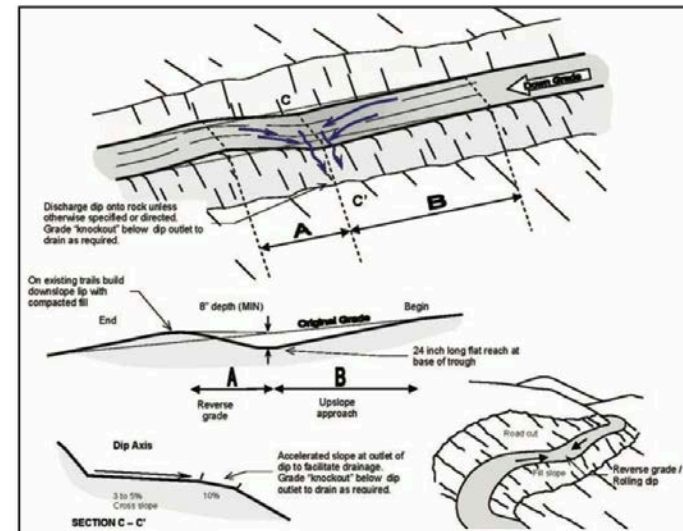 Down Grade
C
Discharge dip onto rock unless
otherwise specified or directed.
Grade "knockout" below dip outlet to
drain as required.
C'
A
B
On existing trails build
downslope lip with
compacted fill
8" depth (MIN)
End
Original Grade
Begin
24 inch long flat reach at
base of trough
A
B
Reverse
grade
Upslope
approach
Dip Axis
Accelerated slope at outlet of
dip to facilitate drainage.
Grade "knockout" below dip
outlet to drain as required.
3 to 5%
Cross slope
10%
SECTION C – C'
Road cut
Fill slope
Reverse grade /
Rolling dip